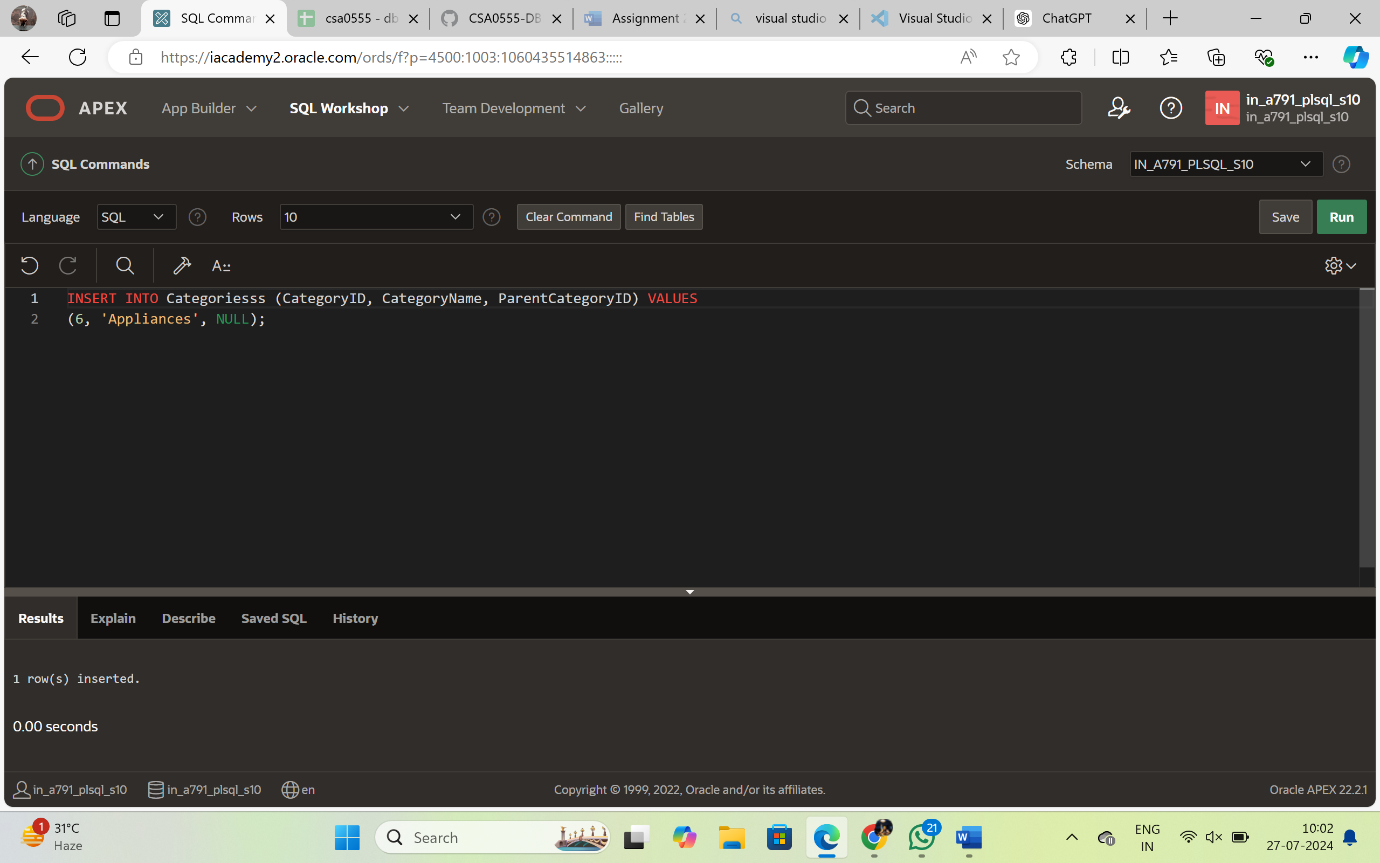 SQL Commar
csa0555 - db
CSA0555-DB
Assignment
visual studio
Visual Studio
ChatGPT
https://iacademy2.oracle.com/ords/f?p=4500:1003:1060435514863:::::
APEX App Builder SQL Workshop Team Development Gallery Search IN in_a791_plsql_s10
in_a791_plsql_s10
SQL Commands Schema IN_A791_PLSQL_S10
Language SQL Rows 10 Clear Command Find Tables Save Run
1 INSERT INTO Categoriesss (CategoryID, CategoryName, ParentCategoryID) VALUES
2 (6, 'Appliances', NULL);
Results Explain Describe Saved SQL History
1 row(s) inserted.
0.00 seconds
in_a791_plsql_s10 in_a791_plsql_s10 en Copyright © 1999, 2022, Oracle and/or its affiliates. Oracle APEX 22.2.1
1 31°C
Haze
Search
21
ENG
IN
10:02
27-07-2024